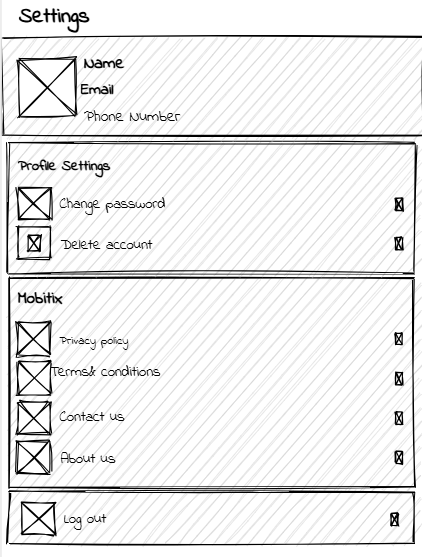 Settings
Name
Email
Phone Number
Profile Settings
Change password
Delete account
Mobitix
Privacy policy
Terms& conditions
Contact us
About us
Log out